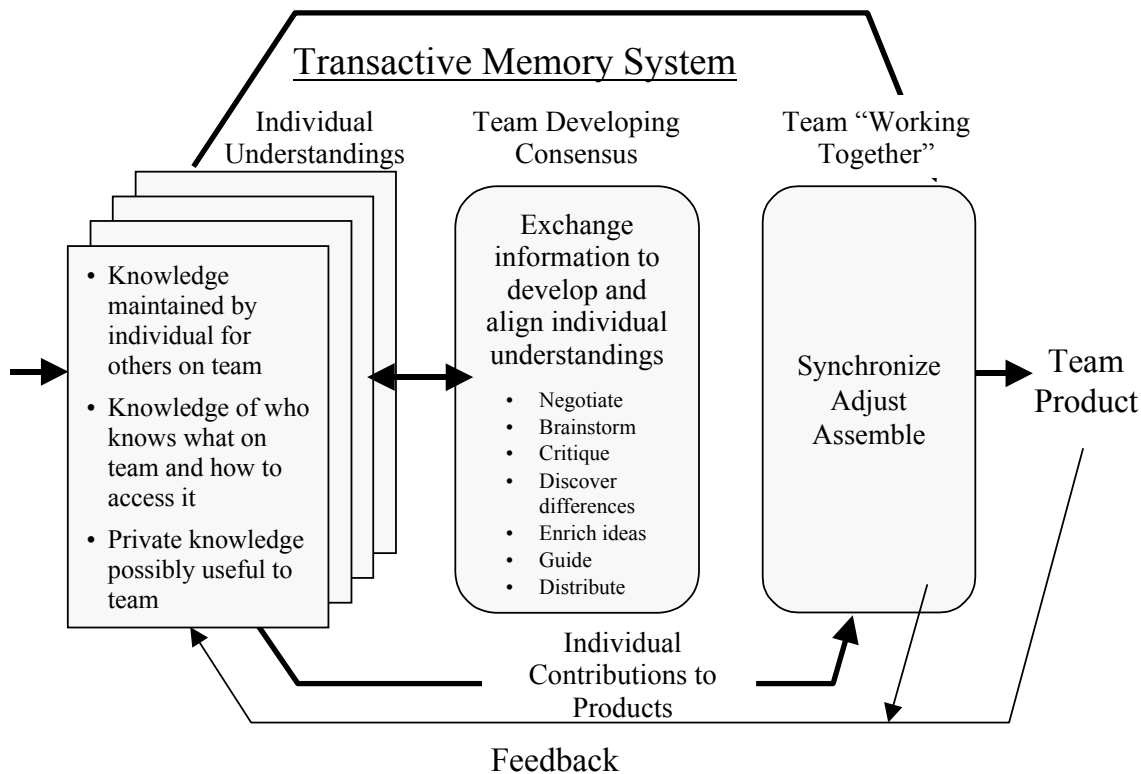 Transactive Memory System
Individual
Understandings
Team Developing
Consensus
Team “Working
Together”
• Knowledge
maintained by
individual for
others on team
• Knowledge of who
knows what on
team and how to
access it
• Private knowledge
possibly useful to
team
Exchange
information to
develop and
align individual
understandings
• Negotiate
• Brainstorm
• Critique
• Discover
differences
• Enrich ideas
• Guide
• Distribute
Synchronize
Adjust
Assemble
Team
Product
Individual
Contributions to
Products
Feedback